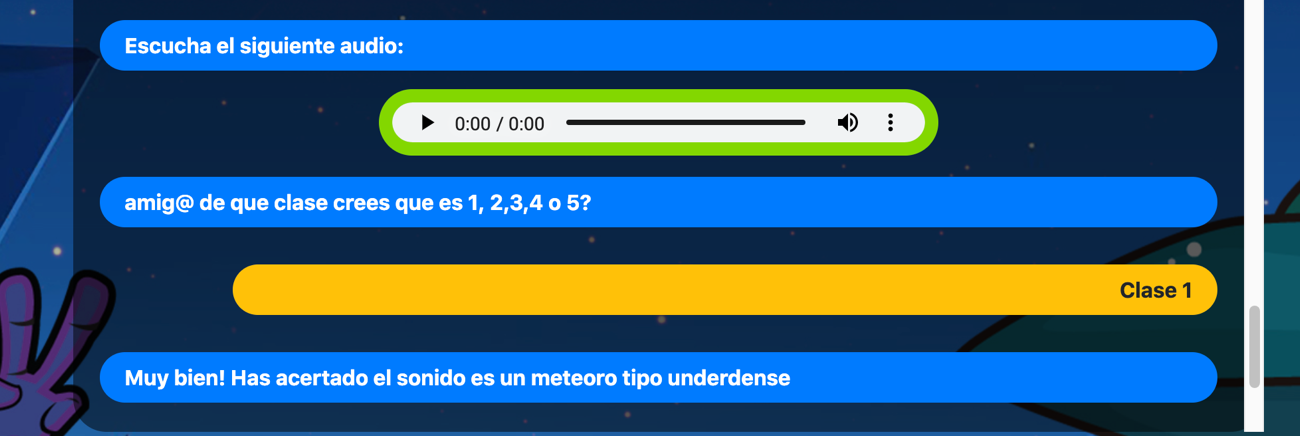 Escucha el siguiente audio:
0:00 / 0:00
amig@ de que clase crees que es 1, 2,3,4 o 5?
Clase 1
Muy bien! Has acertado el sonido es un meteoro tipo underdense